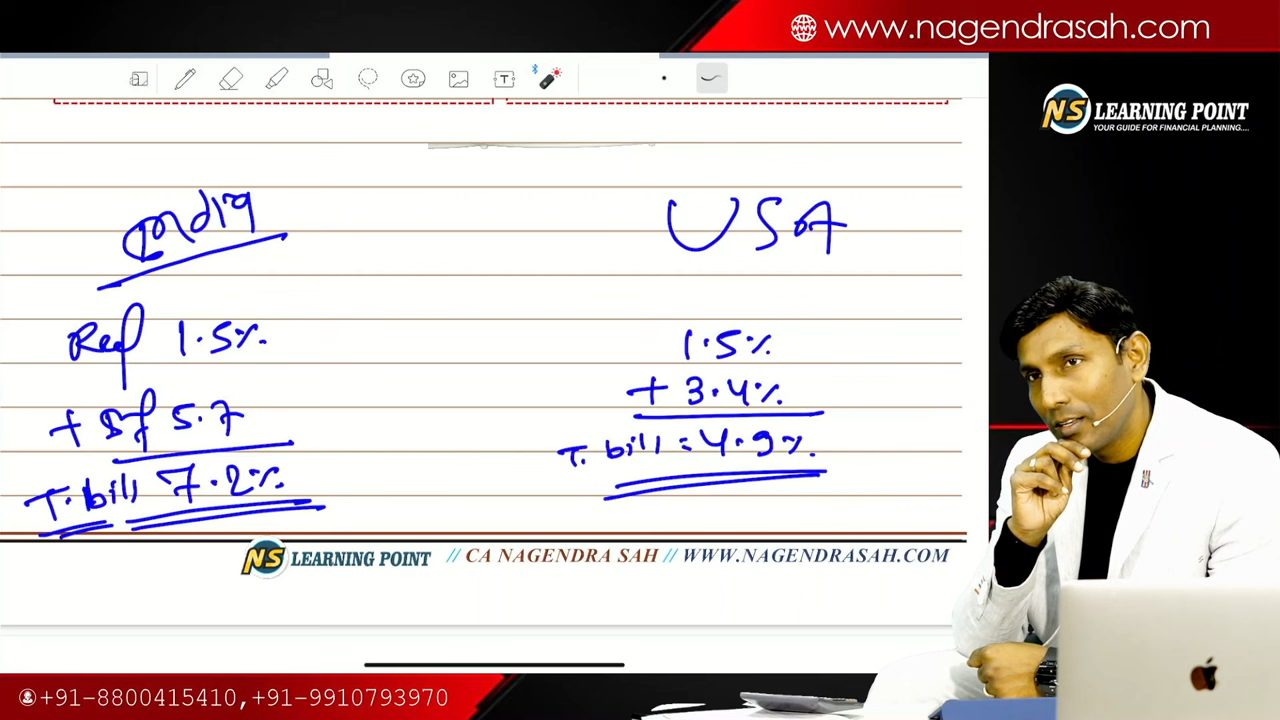 www.nagendrasah.com
NS LEARNING POINT
YOUR GUIDE FOR FINANCIAL PLANNING....
India
USA
Real 1.5%
+ Inf 5.7
T. bill 7.2%
1.5%
+ 3.4%
T. bill = 4.9%
NS LEARNING POINT // CA NAGENDRA SAH // WWW.NAGENDRASAH.COM
+91-8800415410,+91-9910793970